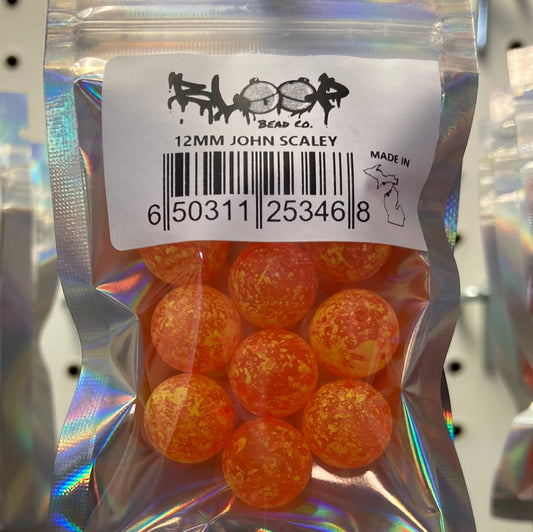 BLOOP
BEAD CO.
12MM JOHN SCALEY
MADE IN
6 50311 25346 8